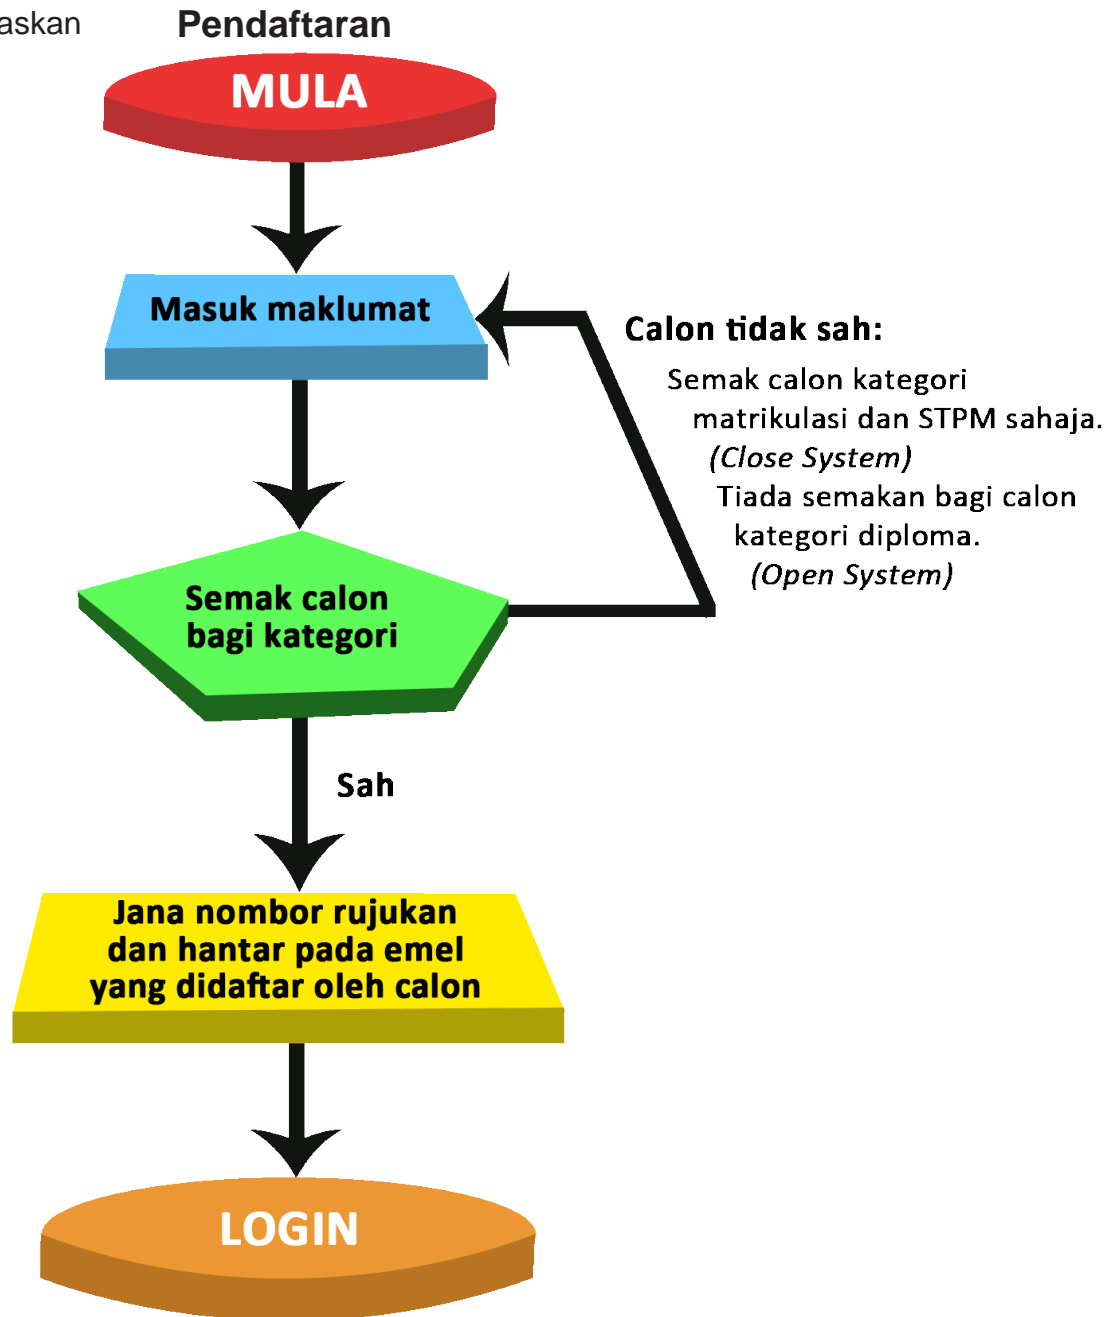 askan
Pendaftaran
MULA
Masuk maklumat
Calon tidak sah:
Semak calon kategori
matrikulasi dan STPM sahaja.
(Close System)
Tiada semakan bagi calon
kategori diploma.
(Open System)
Semak calon
bagi kategori
Sah
Jana nombor rujukan
dan hantar pada emel
yang didaftar oleh calon
LOGIN